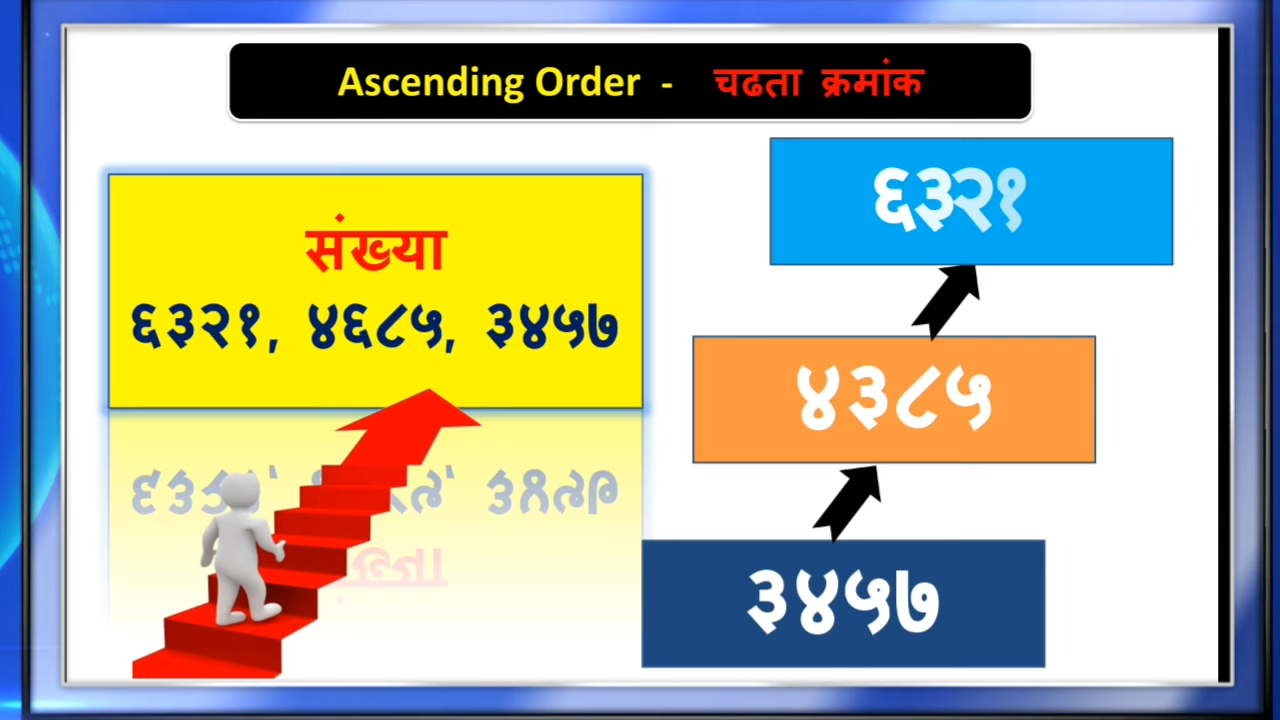 Ascending Order - चढता क्रमांक
संख्या
६३२१, ४६८५, ३४५७
६३२१
४३८५
३४५७